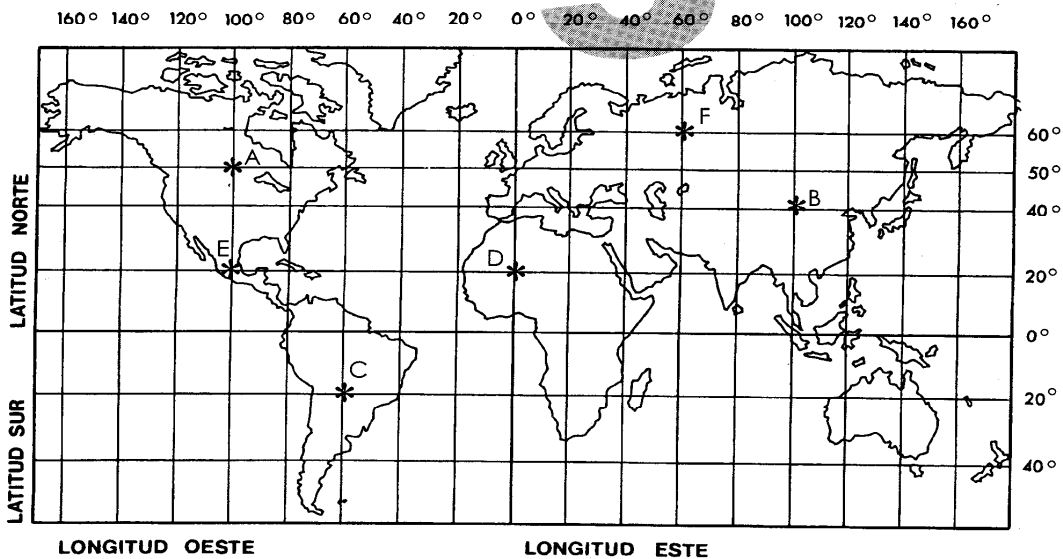 160° 140° 120° 100° 80° 60° 40° 20° 0° 20° 40° 60° 80° 100° 120° 140° 160°
F
60°
A
50°
B
40°
E
D
20°
0°
C
20°
40°
LATITUD NORTE
LATITUD SUR
LONGITUD OESTE
LONGITUD ESTE